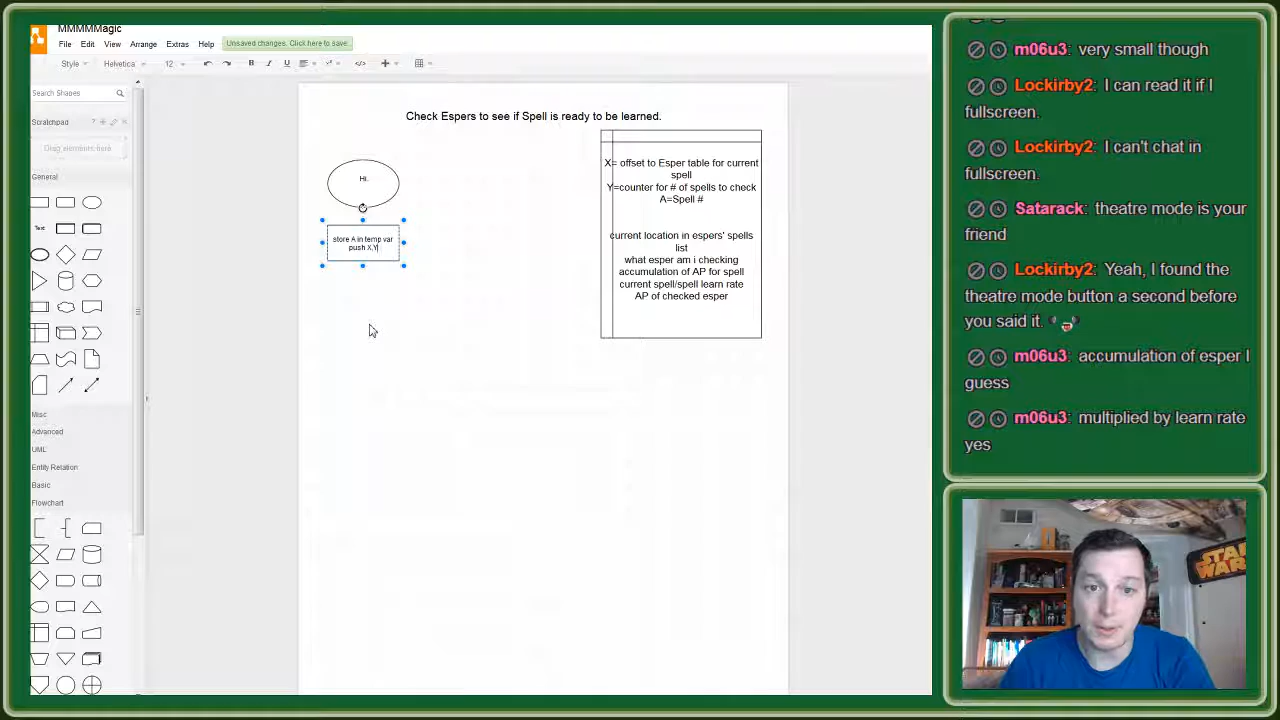 MMMMMagic
File Edit View Arrange Extras Help Unsaved changes. Click here to save.
Style Helvetica 12 B I U
Search Shapes
Scratchpad
Drag elements here
General
Text
Misc
Advanced
UML
Entity Relation
Basic
Flowchart
Check Espers to see if Spell is ready to be learned.
Hi.
store A in temp var
push X,Y
X= offset to Esper table for current
spell
Y=counter for # of spells to check
A=Spell #
current location in espers' spells
list
what esper am i checking
accumulation of AP for spell
current spell/spell learn rate
AP of checked esper
m06u3: very small though
Lockirby2: I can read it if I
fullscreen.
Lockirby2: I can't chat in
fullscreen.
Satarack: theatre mode is your
friend
Lockirby2: Yeah, I found the
theatre mode button a second before
you said it.
m06u3: accumulation of esper I
guess
m06u3: multiplied by learn rate
yes
STAR
WARS